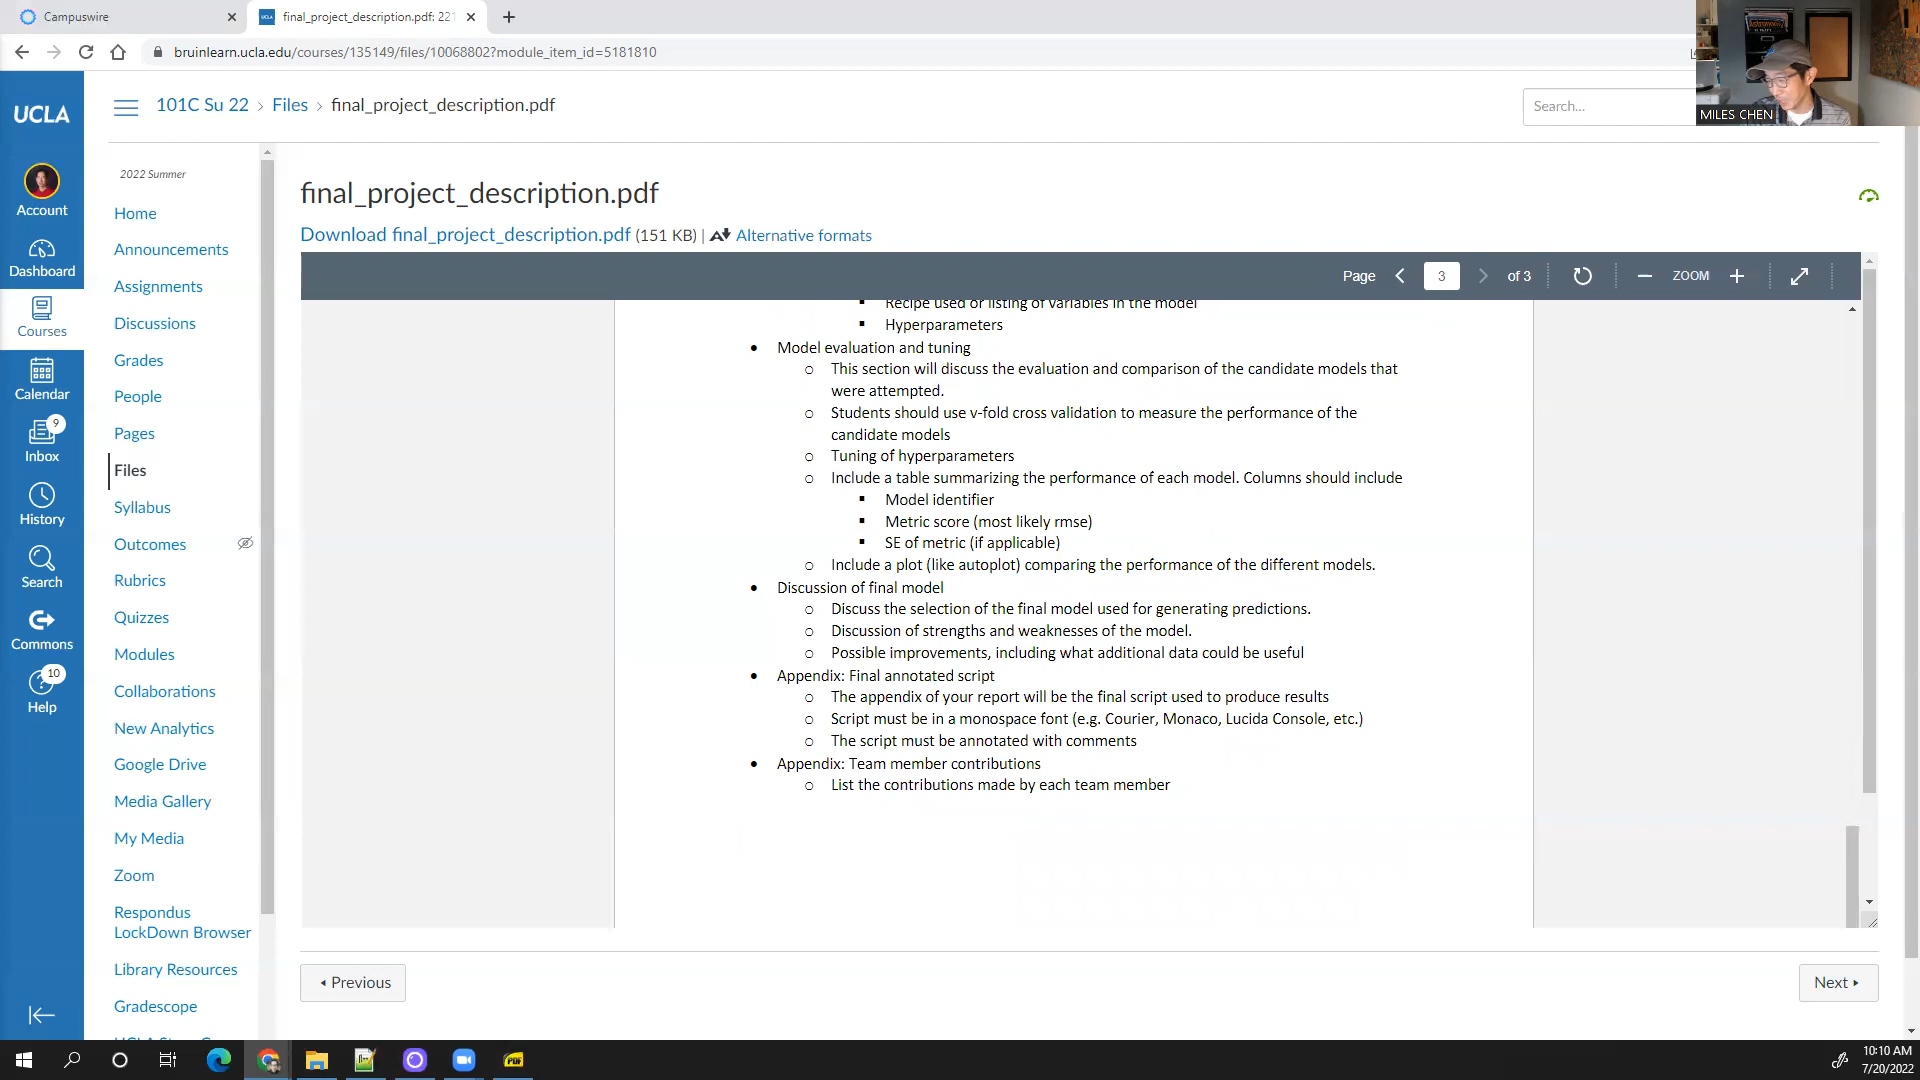 Campuswire
final_project_description.pdf: 221
bruinlearn.ucla.edu/courses/135149/files/10068802?module_item_id=5181810
MILES CHEN
UCLA
Account
Dashboard
Courses
Calendar
9
Inbox
History
Search
Commons
10
Help
101C Su 22 › Files › final_project_description.pdf
Search...
2022 Summer
Home
Announcements
Assignments
Discussions
Grades
People
Pages
Files
Syllabus
Outcomes
Rubrics
Quizzes
Modules
Collaborations
New Analytics
Google Drive
Media Gallery
My Media
Zoom
Respondus
LockDown Browser
Library Resources
Gradescope
final_project_description.pdf
Download final_project_description.pdf (151 KB) | Alternative formats
Page 3 of 3 ZOOM
▪ Recipe used or listing of variables in the model
▪ Hyperparameters
• Model evaluation and tuning
o This section will discuss the evaluation and comparison of the candidate models that
were attempted.
o Students should use v-fold cross validation to measure the performance of the
candidate models
o Tuning of hyperparameters
o Include a table summarizing the performance of each model. Columns should include
▪ Model identifier
▪ Metric score (most likely rmse)
▪ SE of metric (if applicable)
o Include a plot (like autoplot) comparing the performance of the different models.
• Discussion of final model
o Discuss the selection of the final model used for generating predictions.
o Discussion of strengths and weaknesses of the model.
o Possible improvements, including what additional data could be useful
• Appendix: Final annotated script
o The appendix of your report will be the final script used to produce results
o Script must be in a monospace font (e.g. Courier, Monaco, Lucida Console, etc.)
o The script must be annotated with comments
• Appendix: Team member contributions
o List the contributions made by each team member
Previous
Next
PDF
10:10 AM
7/20/2022